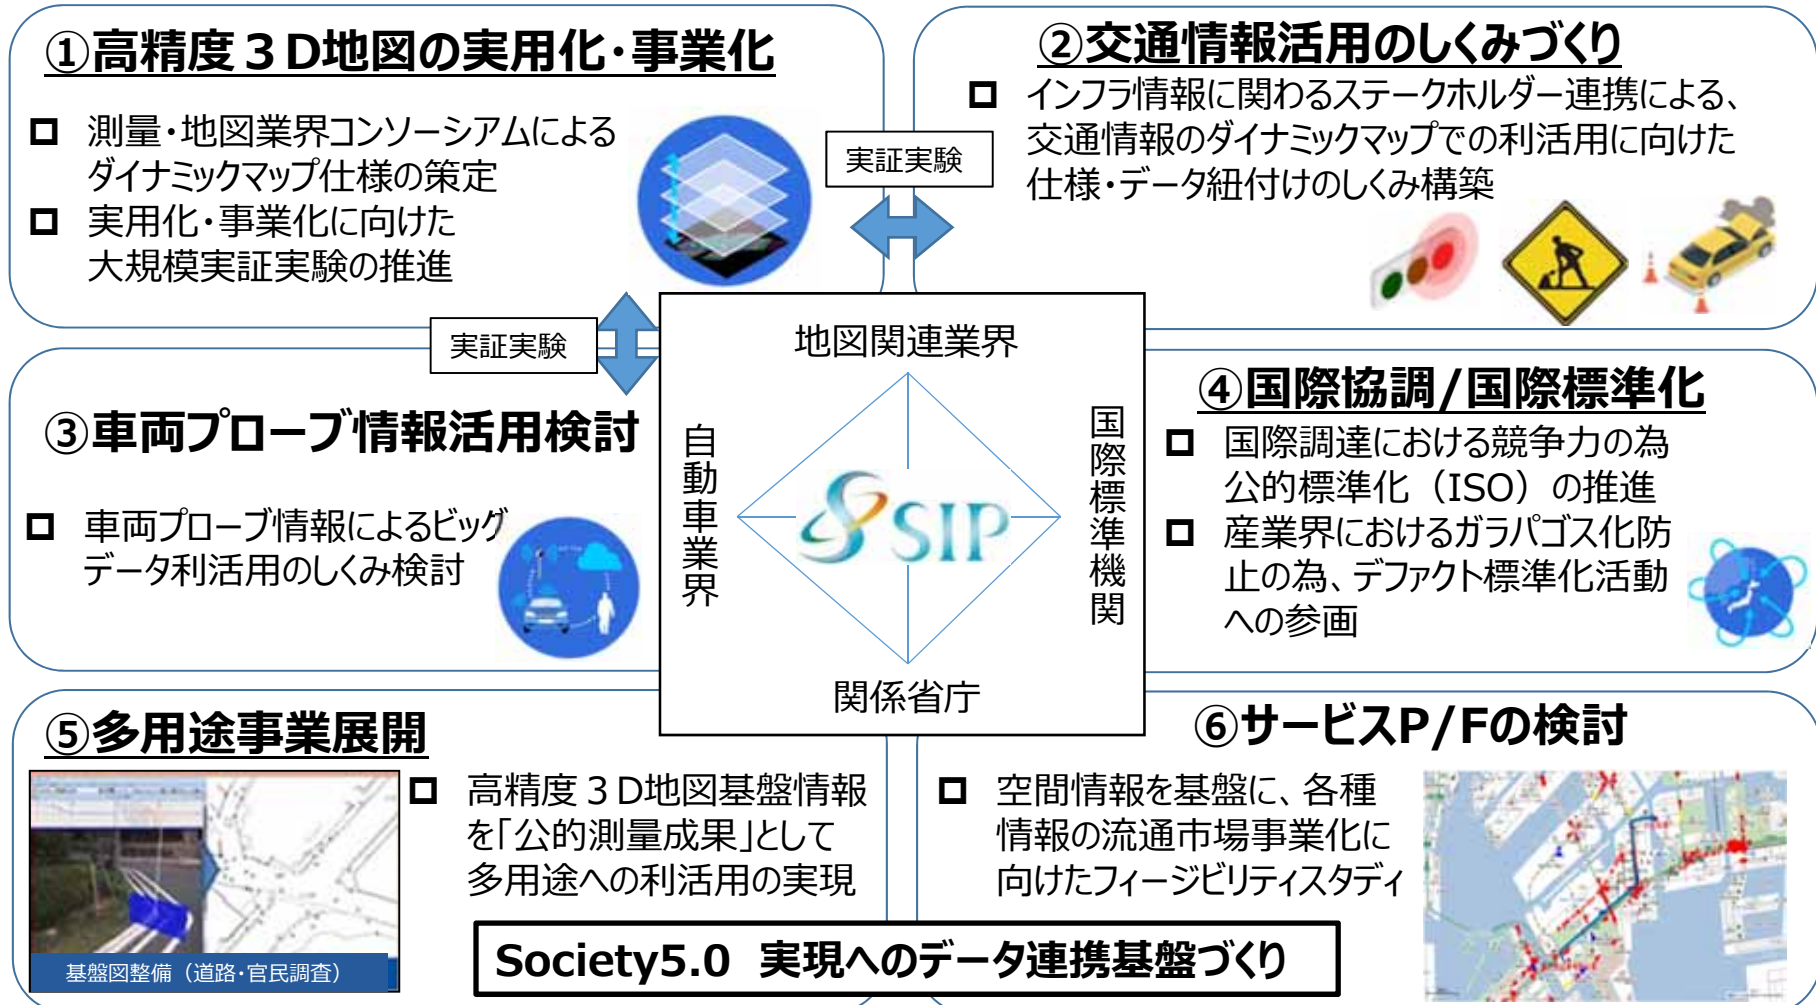 ①高精度３Ｄ地図の実用化・事業化
測量・地図業界コンソーシアムによる
ダイナミックマップ仕様の策定
実用化・事業化に向けた
大規模実証実験の推進
実証実験
②交通情報活用のしくみづくり
インフラ情報に関わるステークホルダー連携による、
交通情報のダイナミックマップでの利活用に向けた
仕様・データ紐付けのしくみ構築
実証実験
③車両プローブ情報活用検討
車両プローブ情報によるビッグ
データ利活用のしくみ検討
地図関連業界
自動車業界
SIP
国際標準機関
関係省庁
④国際協調/国際標準化
国際調達における競争力の為
公的標準化（ISO）の推進
産業界におけるガラパゴス化防
止の為、デファクト標準化活動
への参画
⑤多用途事業展開
基盤図整備（道路・官民調査）
高精度３Ｄ地図基盤情報
を「公的測量成果」として
多用途への利活用の実現
⑥サービスP/Fの検討
空間情報を基盤に、各種
情報の流通市場事業化に
向けたフィージビリティスタディ
Society5.0 実現へのデータ連携基盤づくり